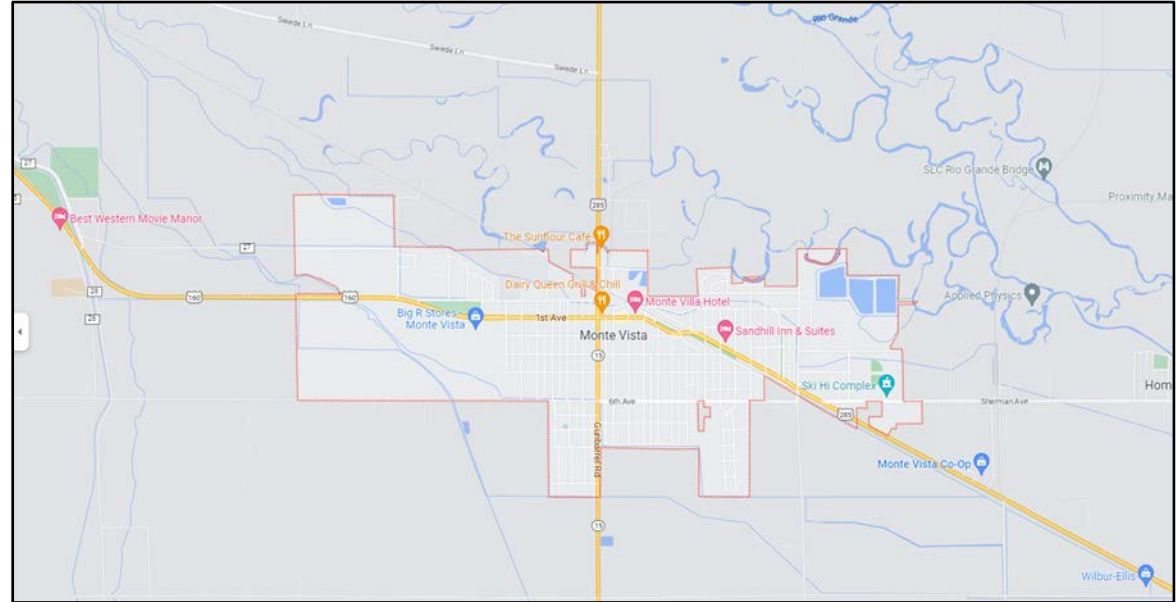 Swede Ln
Swede Ln
Swede Ln
Rio Grande
27
SLC Rio Grande Bridge
Proximity Ma
285
Best Western Movie Manor
The Sunflour Cafe
27
Dairy Queen Grill & Chill
28
160
160
Monte Villa Hotel
Applied Physics
25
Big R Stores
Monte Vista
1st Ave
Sandhill Inn & Suites
Monte Vista
15
Ski Hi Complex
Hom
6th Ave
Sherman Ave
285
Gunbarrel Rd
Monte Vista Co-Op
15
Wilbur-Ellis